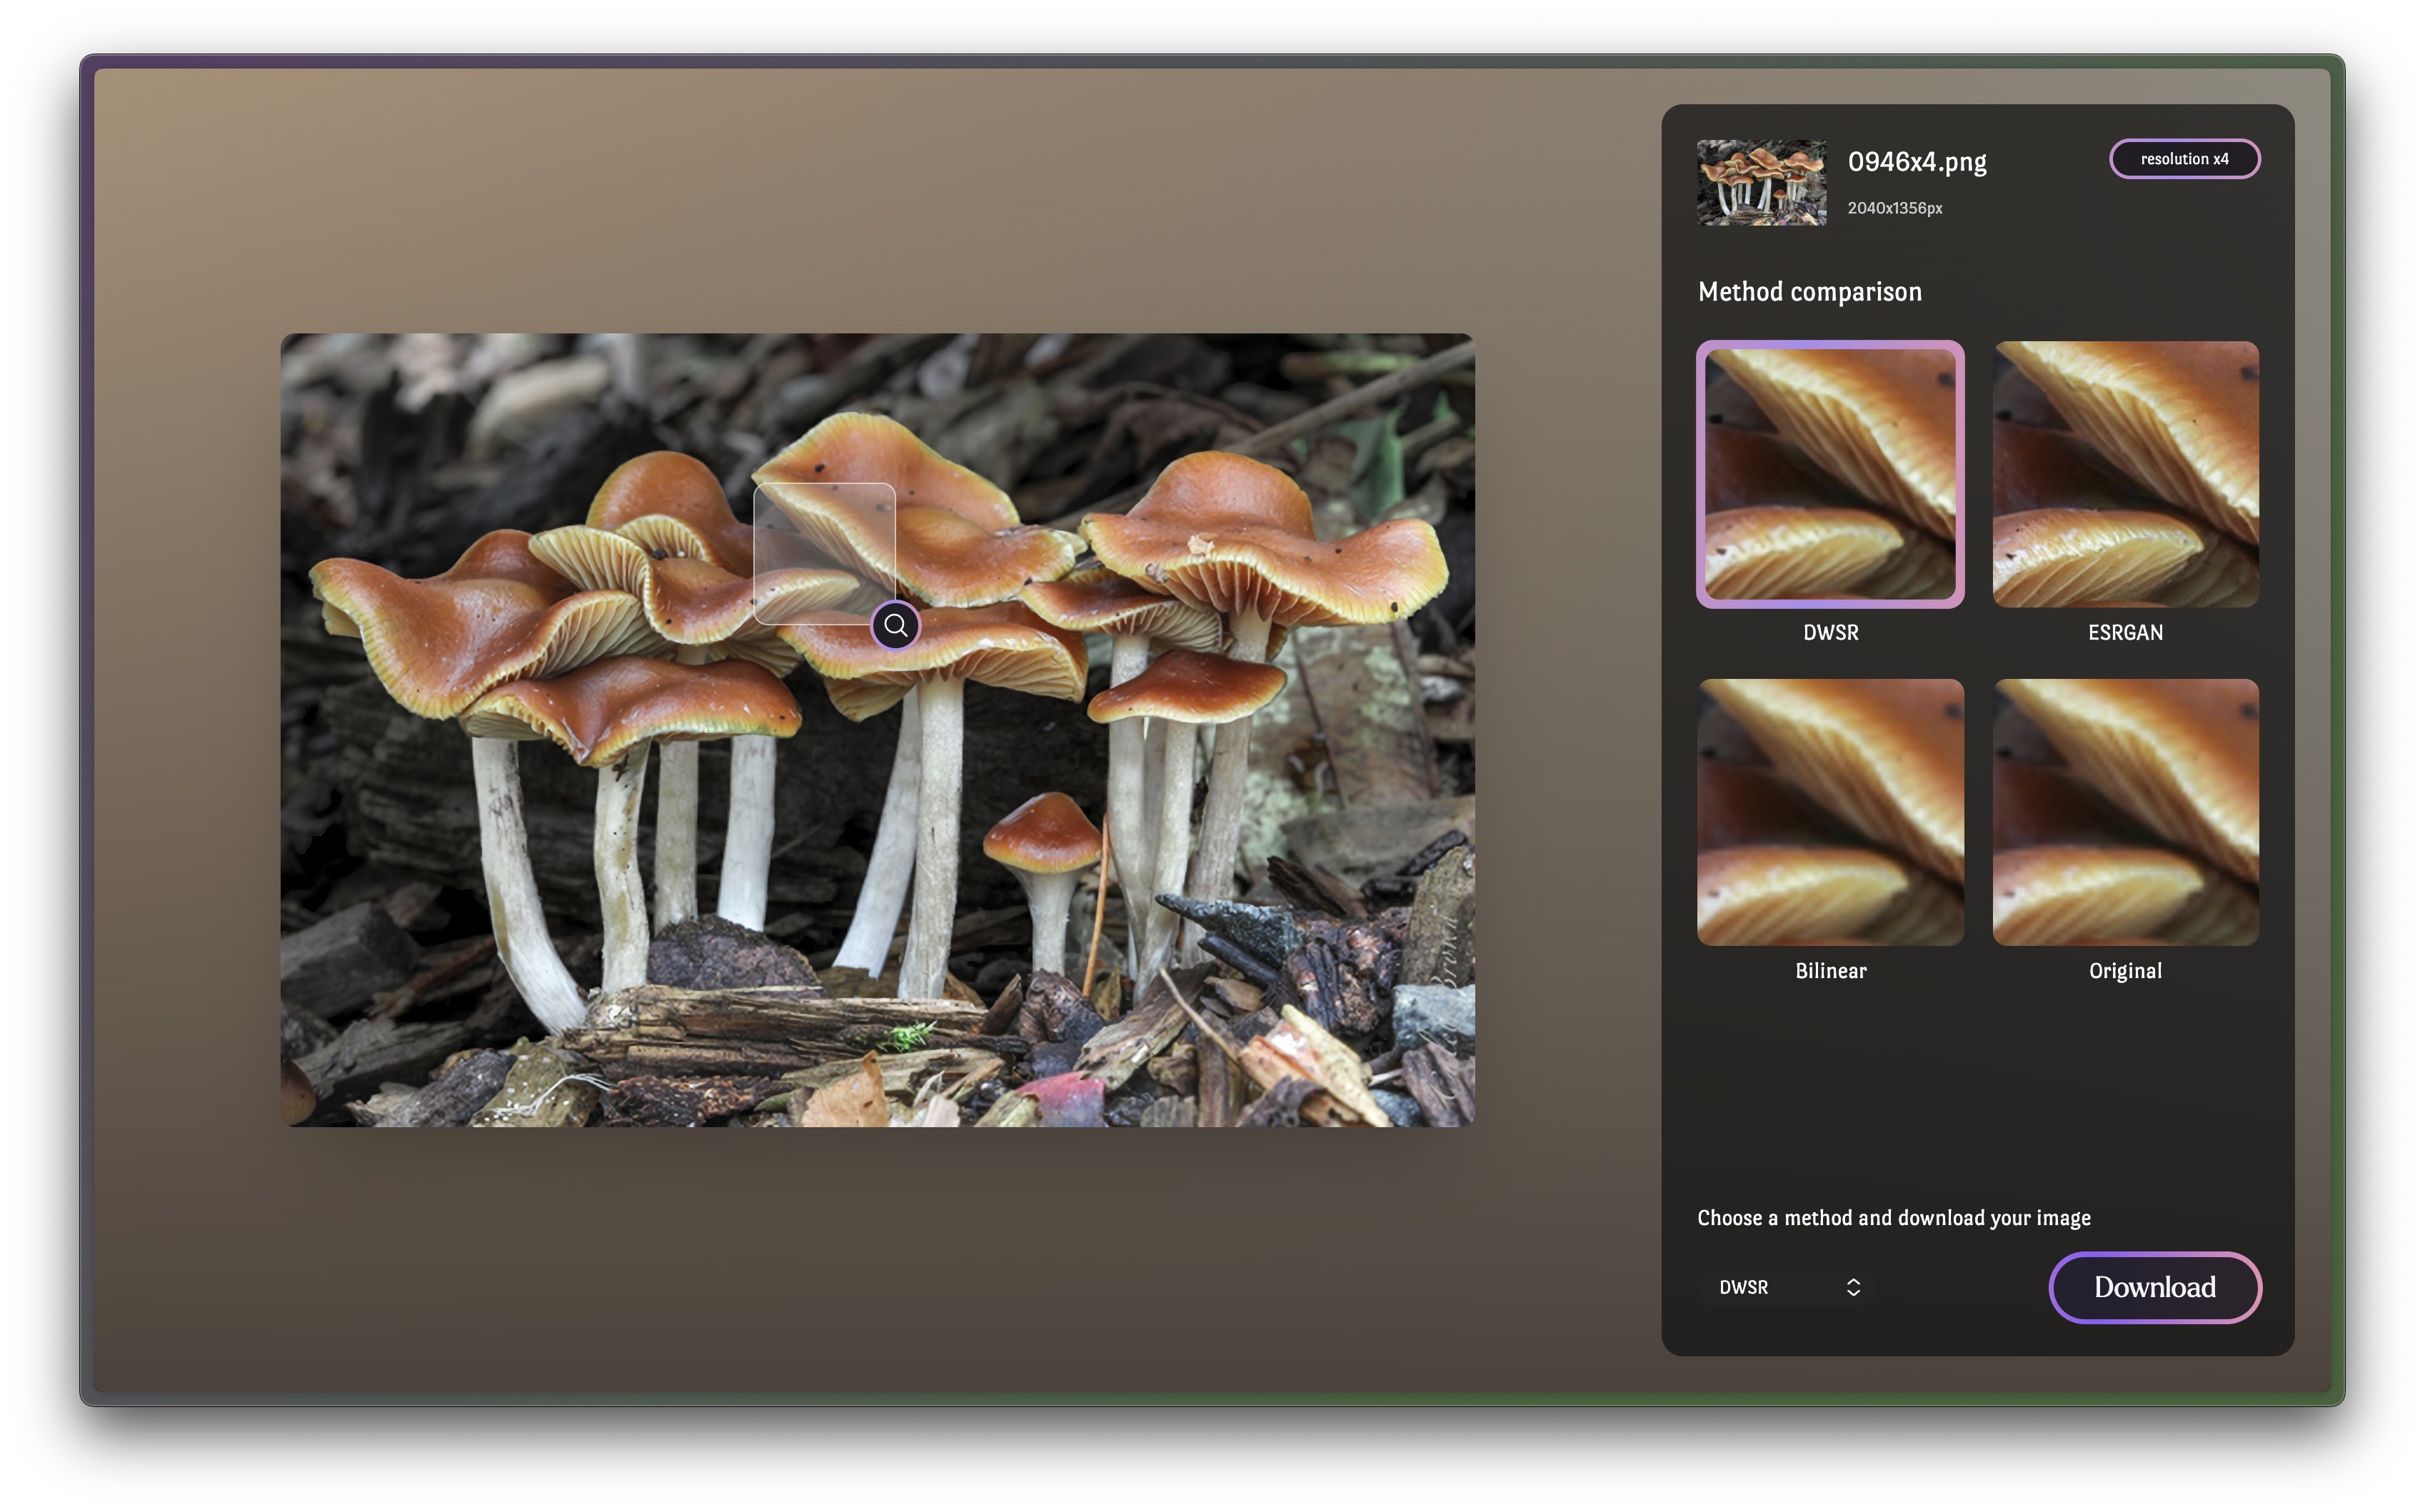 0946x4.png
resolution x4
2040x1356px
Method comparison
DWSR
ESRGAN
Bilinear
Original
Choose a method and download your image
DWSR
Download